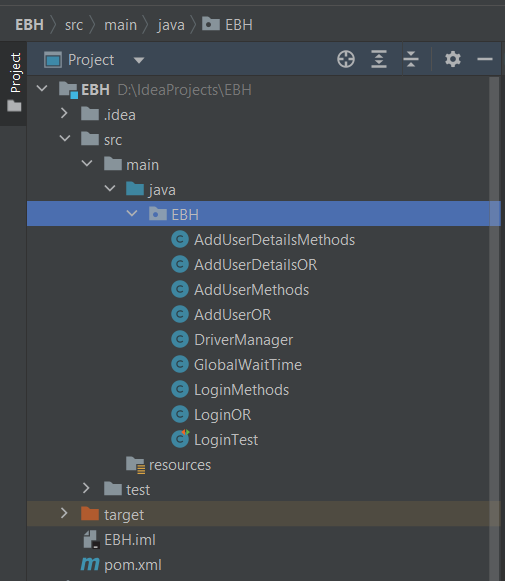 EBH src main java EBH
Project
Project
EBH D:\IdeaProjects\EBH
.idea
src
main
java
EBH
AddUserDetailsMethods
AddUserDetailsOR
AddUserMethods
AddUserOR
DriverManager
GlobalWaitTime
LoginMethods
LoginOR
LoginTest
resources
test
target
EBH.iml
pom.xml